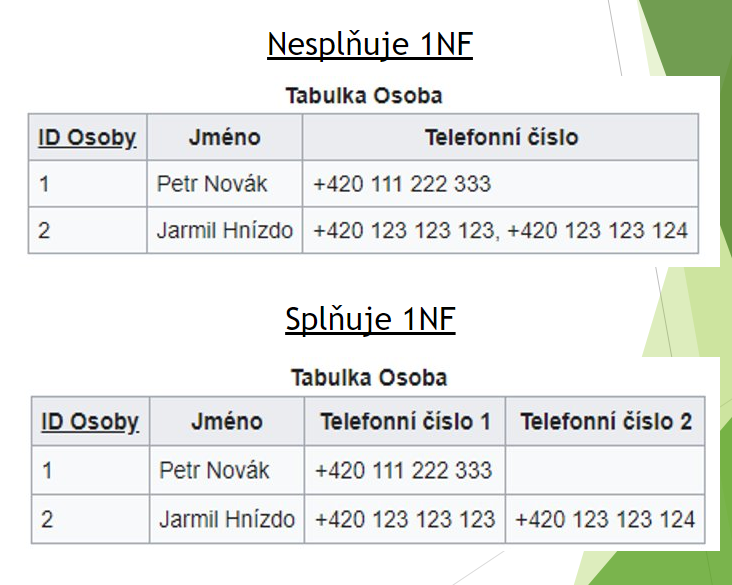 Nesplňuje 1NF
Tabulka Osoba
ID Osoby Jméno Telefonní číslo
1 Petr Novák +420 111 222 333
2 Jarmil Hnízdo +420 123 123 123, +420 123 123 124
Splňuje 1NF
Tabulka Osoba
ID Osoby Jméno Telefonní číslo 1 Telefonní číslo 2
1 Petr Novák +420 111 222 333
2 Jarmil Hnízdo +420 123 123 123 +420 123 123 124